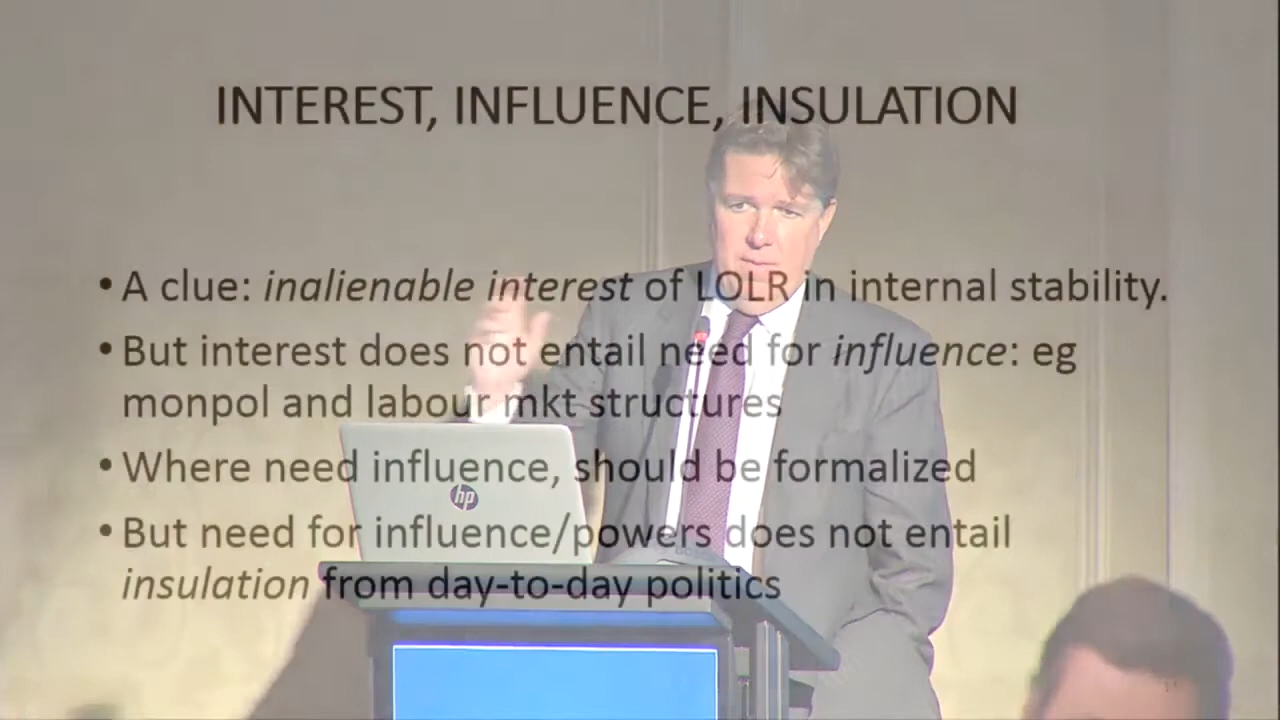 INTEREST, INFLUENCE, INSULATION
• A clue: inalienable interest of LOLR in internal stability.
• But interest does not entail need for influence: eg
monpol and labour mkt structures
• Where need influence, should be formalized
• But need for influence/powers does not entail
insulation from day-to-day politics
hp